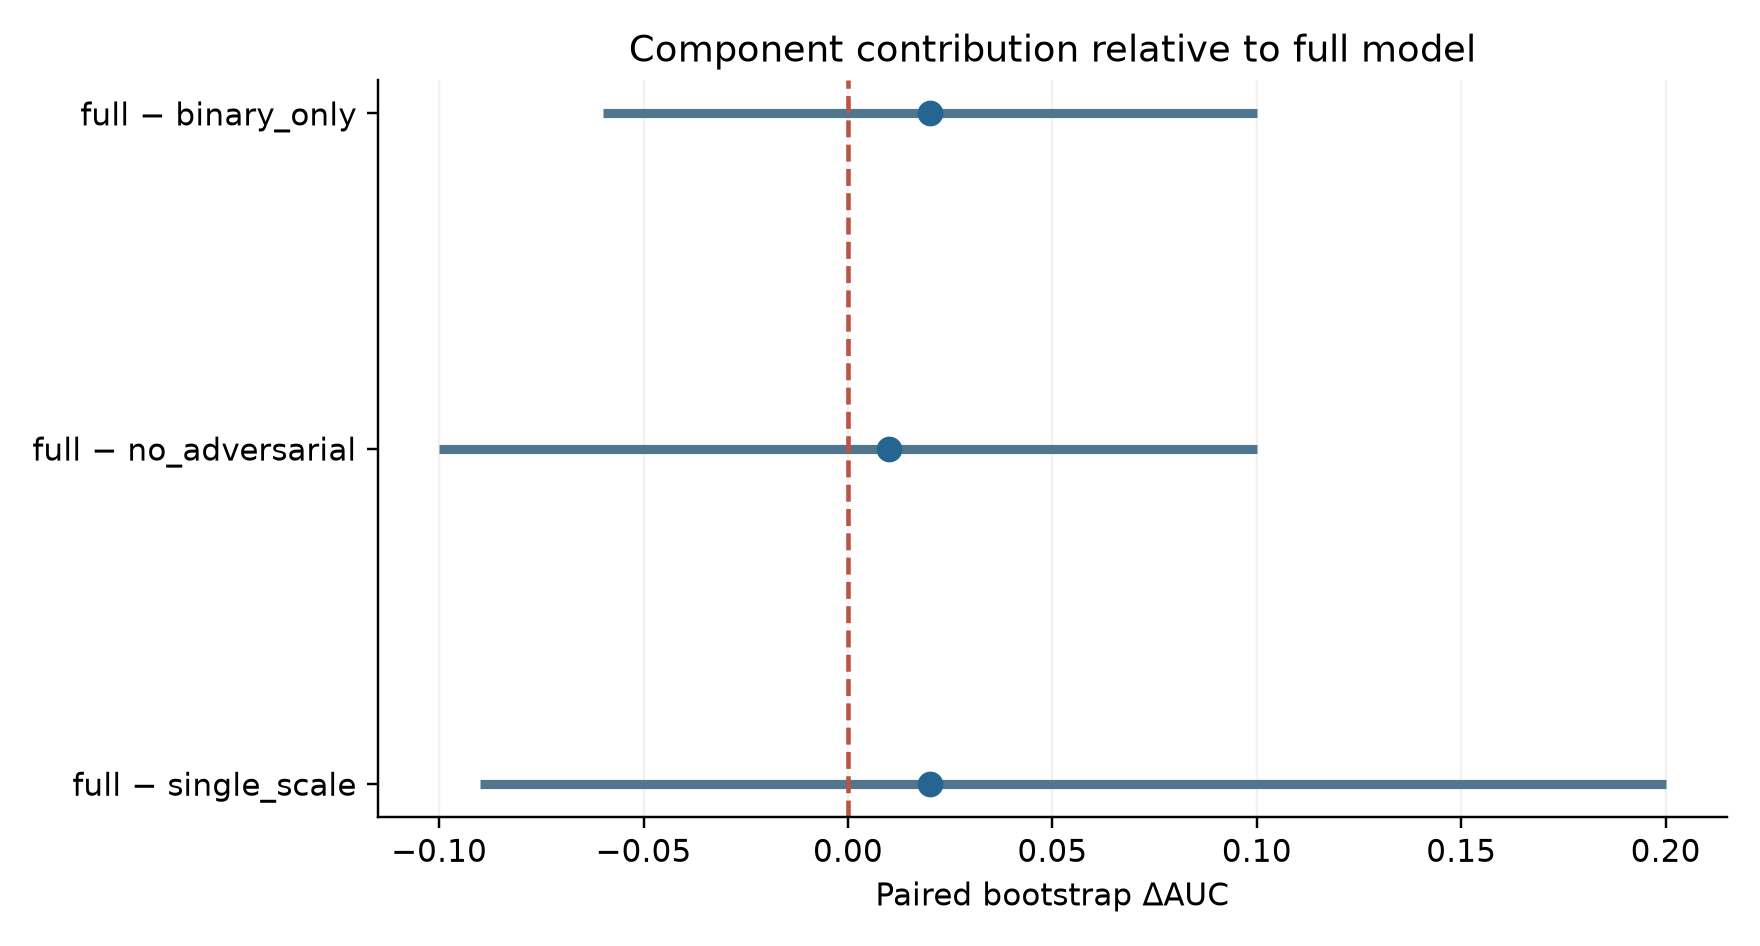 Component contribution relative to full model
full − binary_only
full − no_adversarial
full − single_scale
−0.10 −0.05 0.00 0.05 0.10 0.15 0.20
Paired bootstrap ΔAUC